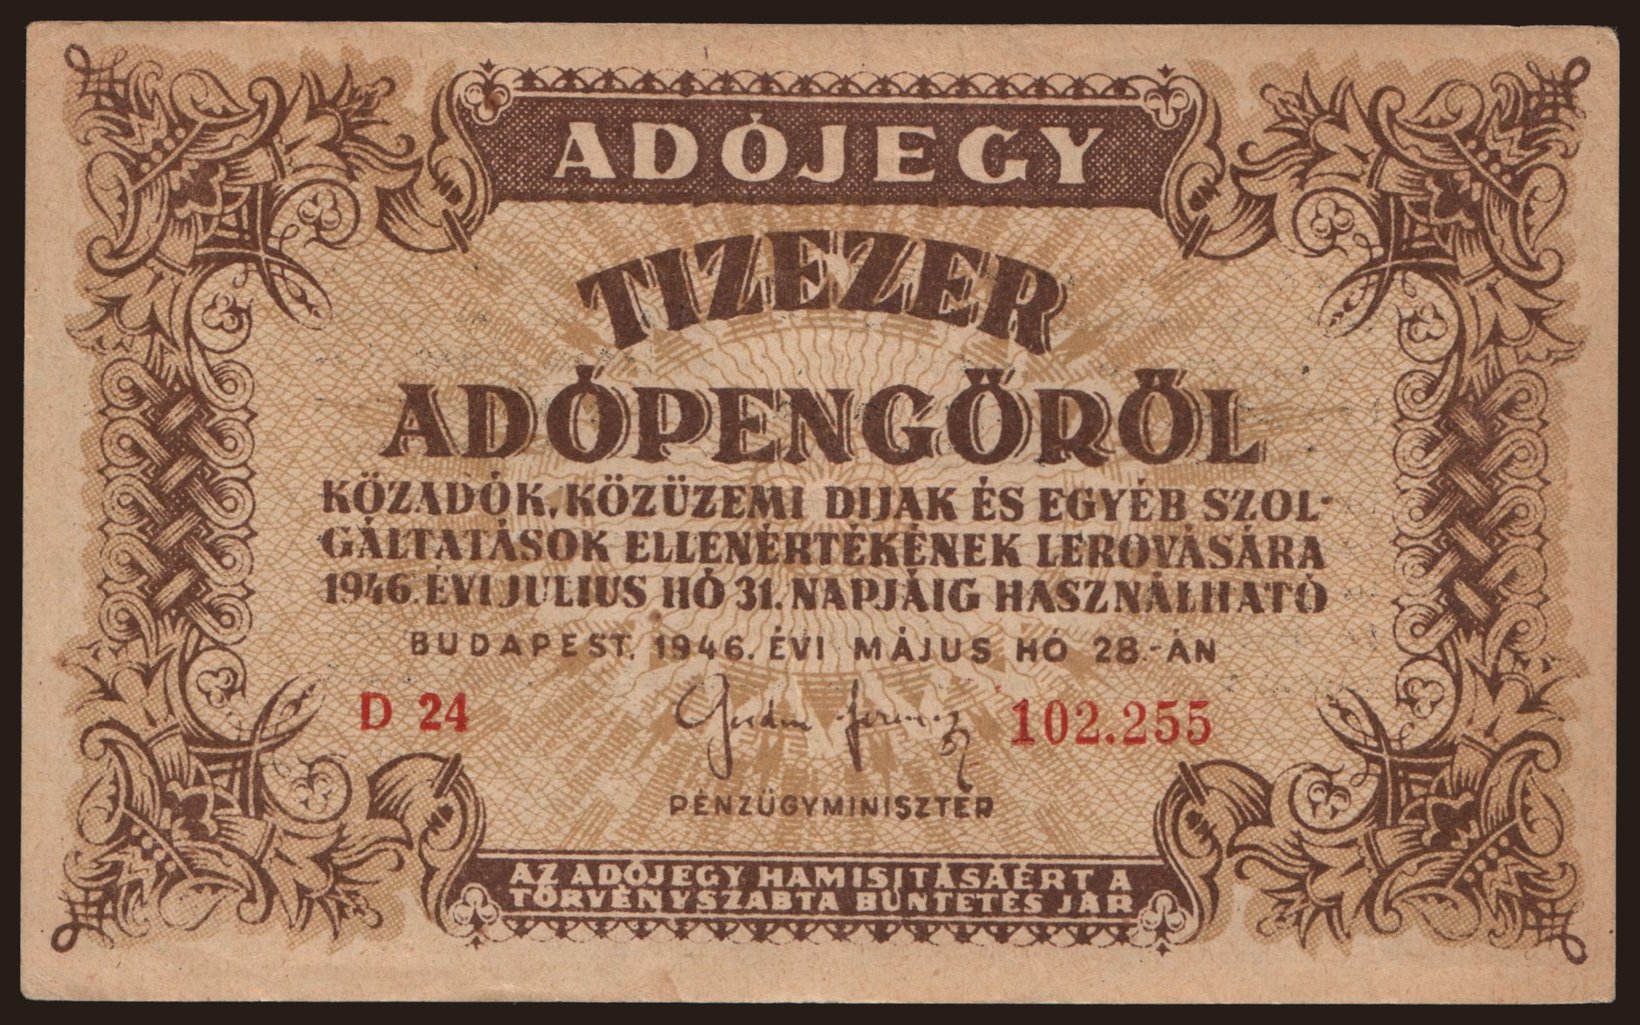 ADÓJEGY
TIZEZER
ADÓPENGŐRŐL
KÖZADÓK, KÖZÜZEMI DIJAK ÉS EGYÉB SZOL-
GÁLTATÁSOK ELLENÉRTÉKÉNEK LEROVÁSÁRA
1946. ÉVI JULIUS HÓ 31. NAPJÁIG HASZNÁLHATÓ
BUDAPEST, 1946. ÉVI MÁJUS HÓ 28.-ÁN
D 24 102.255
PÉNZÜGYMINISZTER
AZ ADÓJEGY HAMISITÁSÁÉRT A
TÖRVÉNYSZABTA BÜNTETÉS JÁR